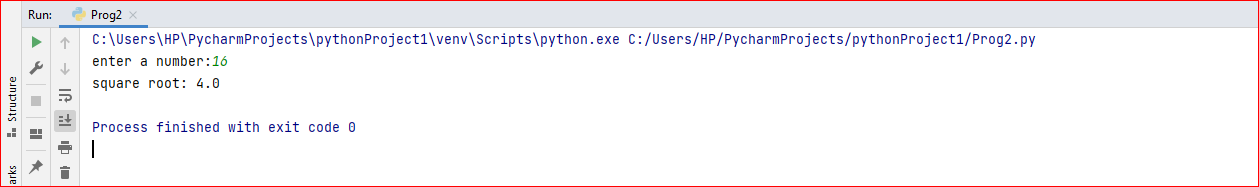 Run: Prog2
C:\Users\HP\PycharmProjects\pythonProject1\venv\Scripts\python.exe C:/Users/HP/PycharmProjects/pythonProject1/Prog2.py
enter a number:16
square root: 4.0
Process finished with exit code 0
Structure
arks